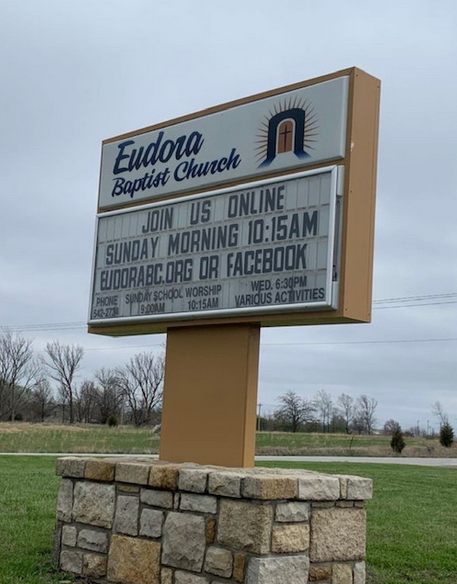 Eudora
Baptist Church
JOIN US ONLINE
SUNDAY MORNING 10:15AM
EUDORABC.ORG OR FACEBOOK
PHONE SUNDAY SCHOOL WORSHIP WED. 6:30PM
9:00AM 10:15AM VARIOUS ACTIVITIES